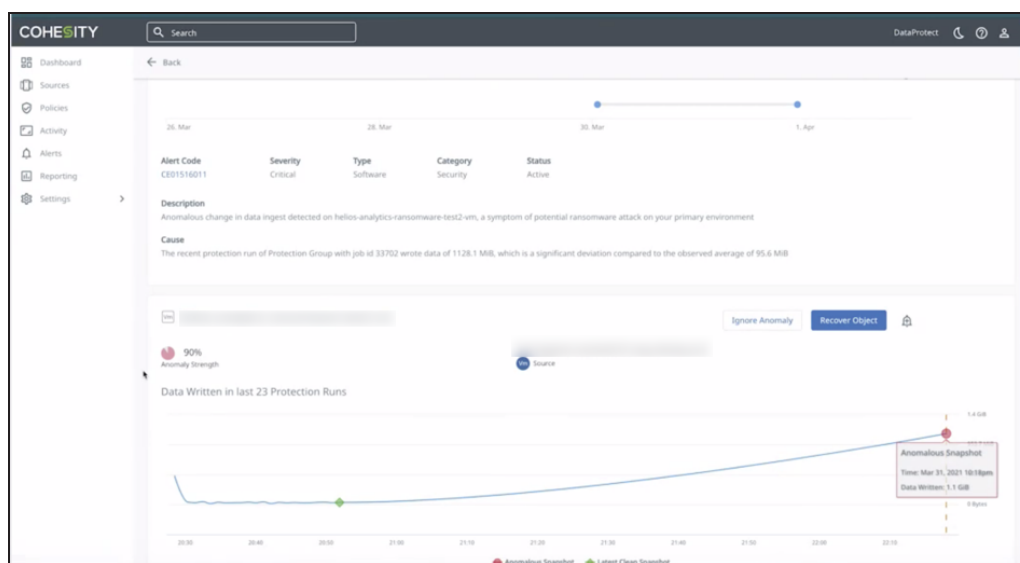 COHESITY
Search
DataProtect
Dashboard
Sources
Policies
Activity
Alerts
Reporting
Settings
Back
26. Mar 28. Mar 30. Mar 1. Apr
Alert Code Severity Type Category Status
CE01516011 Critical Software Security Active
Description
Anomalous change in data ingest detected on helios-analytics-ransomware-test2-vm, a symptom of potential ransomware attack on your primary environment
Cause
The recent protection run of Protection Group with job id 33702 wrote data of 1128.1 MiB, which is a significant deviation compared to the observed average of 95.6 MiB
Ignore Anomaly Recover Object
90%
Anomaly Strength
Source
Data Written in last 23 Protection Runs
1.4 GiB
Anomalous Snapshot
Time: Mar 31, 2021 10:18pm
Data Written: 1.1 GiB
0 Bytes
20:30 20:40 20:50 21:00 21:10 21:20 21:30 21:40 21:50 22:00 22:10
Anomalous Snapshot Latest Clean Snapshot